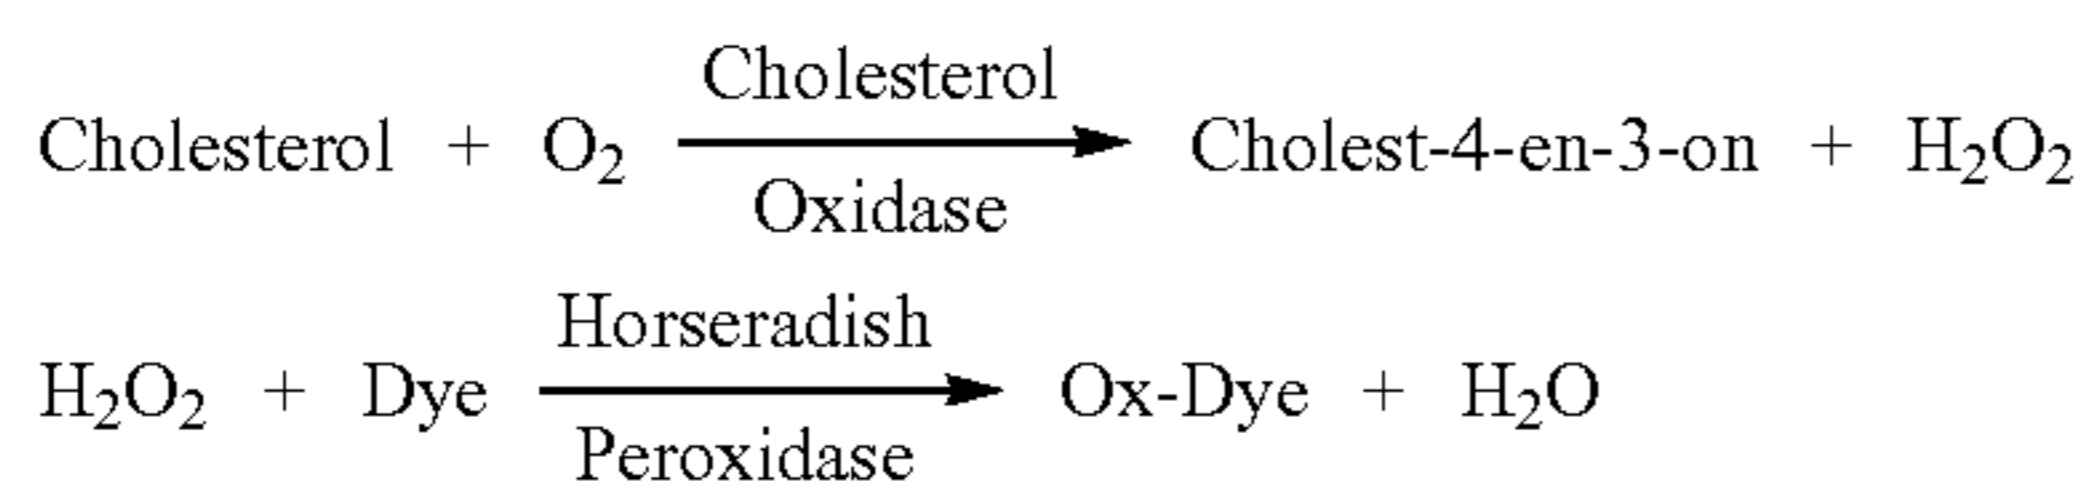 Cholesterol
Cholesterol + O₂ Cholest-4-en-3-on + H₂O₂
Oxidase
Horseradish
H₂O₂ + Dye Ox-Dye + H₂O
Peroxidase